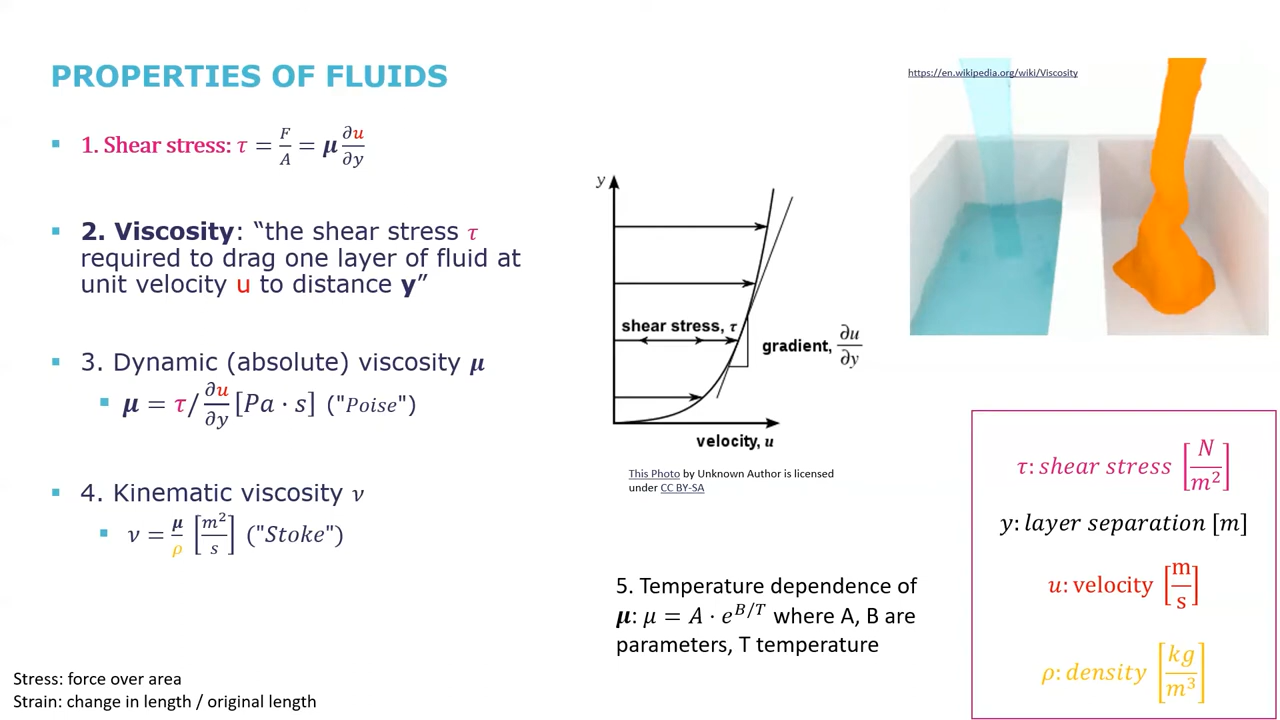 PROPERTIES OF FLUIDS
https://en.wikipedia.org/wiki/Viscosity
1. Shear stress: τ = F/A = μ ∂u/∂y
2. Viscosity: “the shear stress τ
required to drag one layer of fluid at
unit velocity u to distance y”
3. Dynamic (absolute) viscosity μ
μ = τ/ ∂u/∂y [Pa · s] ("Poise")
4. Kinematic viscosity ν
ν = μ/ρ [m²/s] ("Stoke")
y
shear stress, τ
gradient, ∂u/∂y
velocity, u
This Photo by Unknown Author is licensed
under CC BY-SA
5. Temperature dependence of
μ: μ = A · e^{B/T} where A, B are
parameters, T temperature
τ: shear stress [N/m²]
y: layer separation [m]
u: velocity [m/s]
ρ: density [kg/m³]
Stress: force over area
Strain: change in length / original length